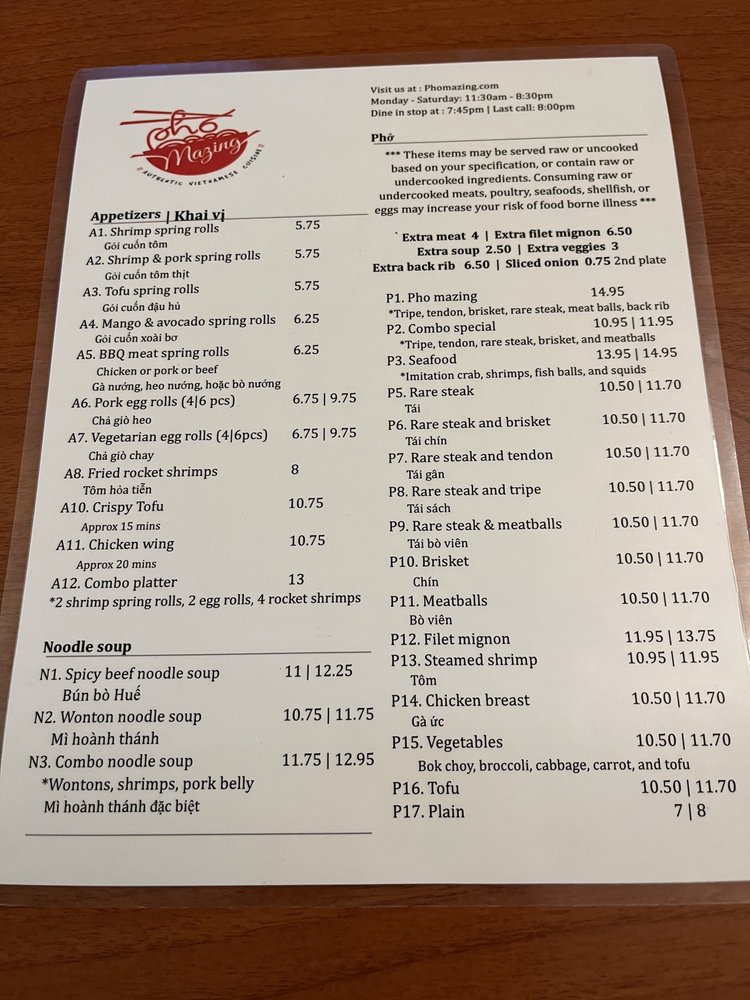 pho
Mazing
AUTHENTIC VIETNAMESE CUISINE
Visit us at : Phomazing.com
Monday - Saturday: 11:30am - 8:30pm
Dine in stop at : 7:45pm | Last call: 8:00pm
Appetizers | Khai vị
A1. Shrimp spring rolls 5.75
Gỏi cuốn tôm
A2. Shrimp & pork spring rolls 5.75
Gỏi cuốn tôm thịt
A3. Tofu spring rolls 5.75
Gỏi cuốn đậu hủ
A4. Mango & avocado spring rolls 6.25
Gỏi cuốn xoài bơ
A5. BBQ meat spring rolls 6.25
Chicken or pork or beef
Gà nướng, heo nướng, hoặc bò nướng
A6. Pork egg rolls (4|6 pcs) 6.75 | 9.75
Chả giò heo
A7. Vegetarian egg rolls (4|6pcs) 6.75 | 9.75
Chả giò chay
A8. Fried rocket shrimps 8
Tôm hỏa tiễn
A10. Crispy Tofu 10.75
Approx 15 mins
A11. Chicken wing 10.75
Approx 20 mins
A12. Combo platter 13
*2 shrimp spring rolls, 2 egg rolls, 4 rocket shrimps
Noodle soup
N1. Spicy beef noodle soup 11 | 12.25
Bún bò Huế
N2. Wonton noodle soup 10.75 | 11.75
Mì hoành thánh
N3. Combo noodle soup 11.75 | 12.95
*Wontons, shrimps, pork belly
Mì hoành thánh đặc biệt
Phở
*** These items may be served raw or uncooked
based on your specification, or contain raw or
undercooked ingredients. Consuming raw or
undercooked meats, poultry, seafoods, shellfish, or
eggs may increase your risk of food borne illness ***
` Extra meat 4 | Extra filet mignon 6.50
Extra soup 2.50 | Extra veggies 3
Extra back rib 6.50 | Sliced onion 0.75 2nd plate
P1. Pho mazing 14.95
*Tripe, tendon, brisket, rare steak, meat balls, back rib
P2. Combo special 10.95 | 11.95
*Tripe, tendon, rare steak, brisket, and meatballs
P3. Seafood 13.95 | 14.95
*Imitation crab, shrimps, fish balls, and squids
P5. Rare steak 10.50 | 11.70
Tái
P6. Rare steak and brisket 10.50 | 11.70
Tái chín
P7. Rare steak and tendon 10.50 | 11.70
Tái gân
P8. Rare steak and tripe 10.50 | 11.70
Tái sách
P9. Rare steak & meatballs 10.50 | 11.70
Tái bò viên
P10. Brisket 10.50 | 11.70
Chín
P11. Meatballs 10.50 | 11.70
Bò viên
P12. Filet mignon 11.95 | 13.75
P13. Steamed shrimp 10.95 | 11.95
Tôm
P14. Chicken breast 10.50 | 11.70
Gà ức
P15. Vegetables 10.50 | 11.70
Bok choy, broccoli, cabbage, carrot, and tofu
P16. Tofu 10.50 | 11.70
P17. Plain 7 | 8